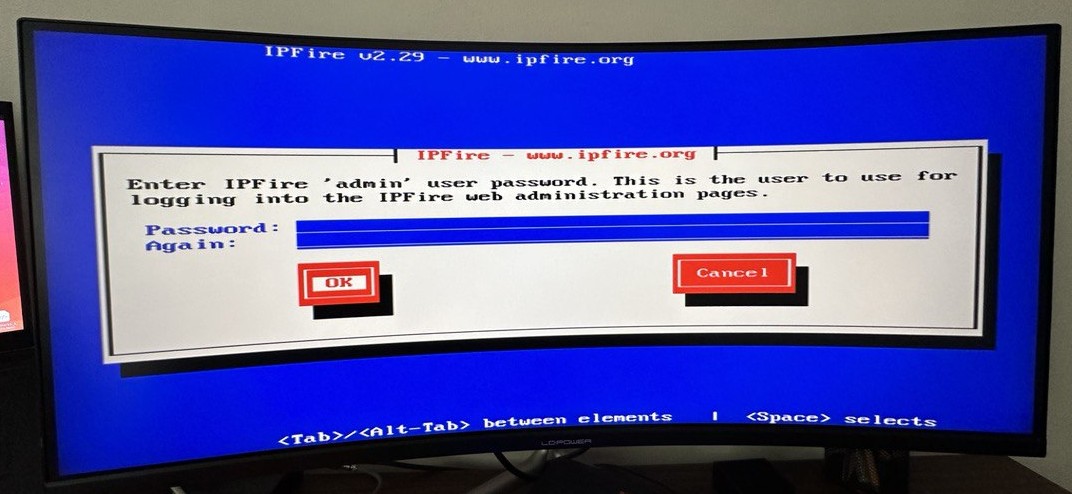 IPFire v2.29 - www.ipfire.org
IPFire - www.ipfire.org
Enter IPFire 'admin' user password. This is the user to use for
logging into the IPFire web administration pages.
Password:
Again:
OK
Cancel
<Tab>/<Alt-Tab> between elements | <Space> selects
LDPOWER